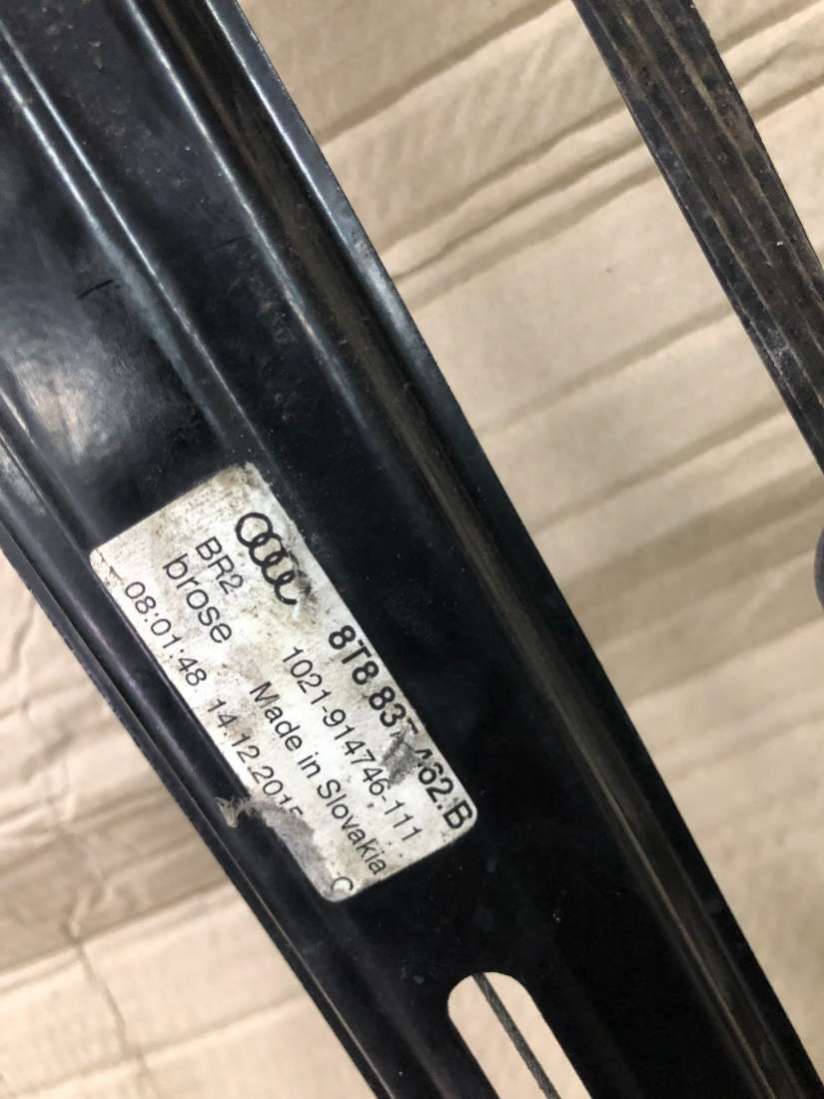 8T8.837.462.B
BR2 1021-914746-111
brose Made in Slovakia
08:01:48 14.12.2015 C